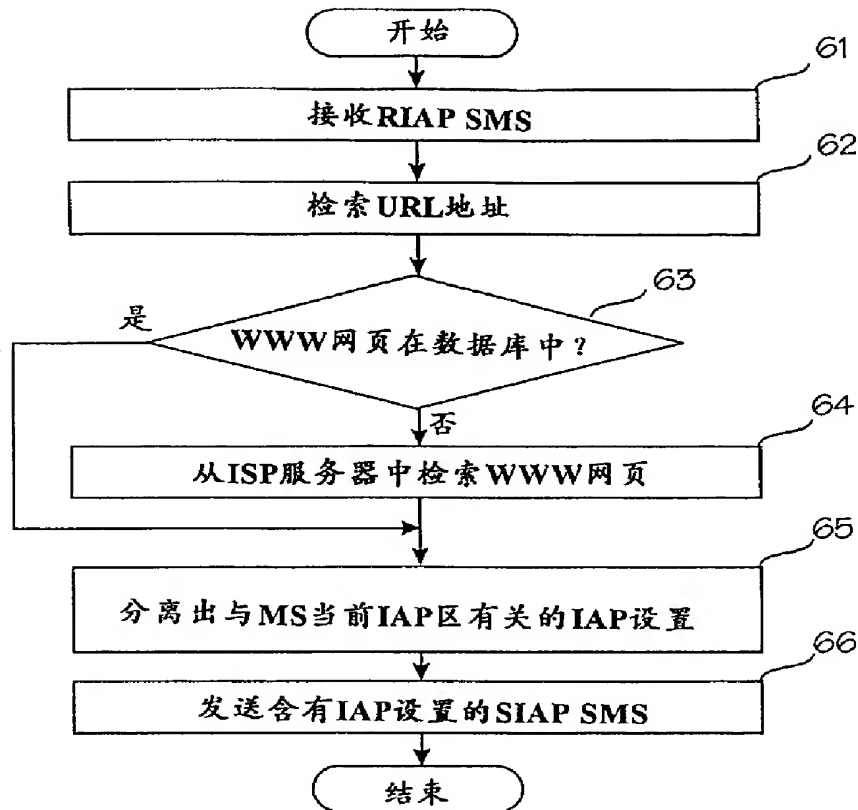 开始
61
接收RIAP SMS
62
检索URL地址
63
是
WWW网页在数据库中？
否
64
从ISP服务器中检索WWW网页
65
分离出与MS当前IAP区有关的IAP设置
66
发送含有IAP设置的SIAP SMS
结束